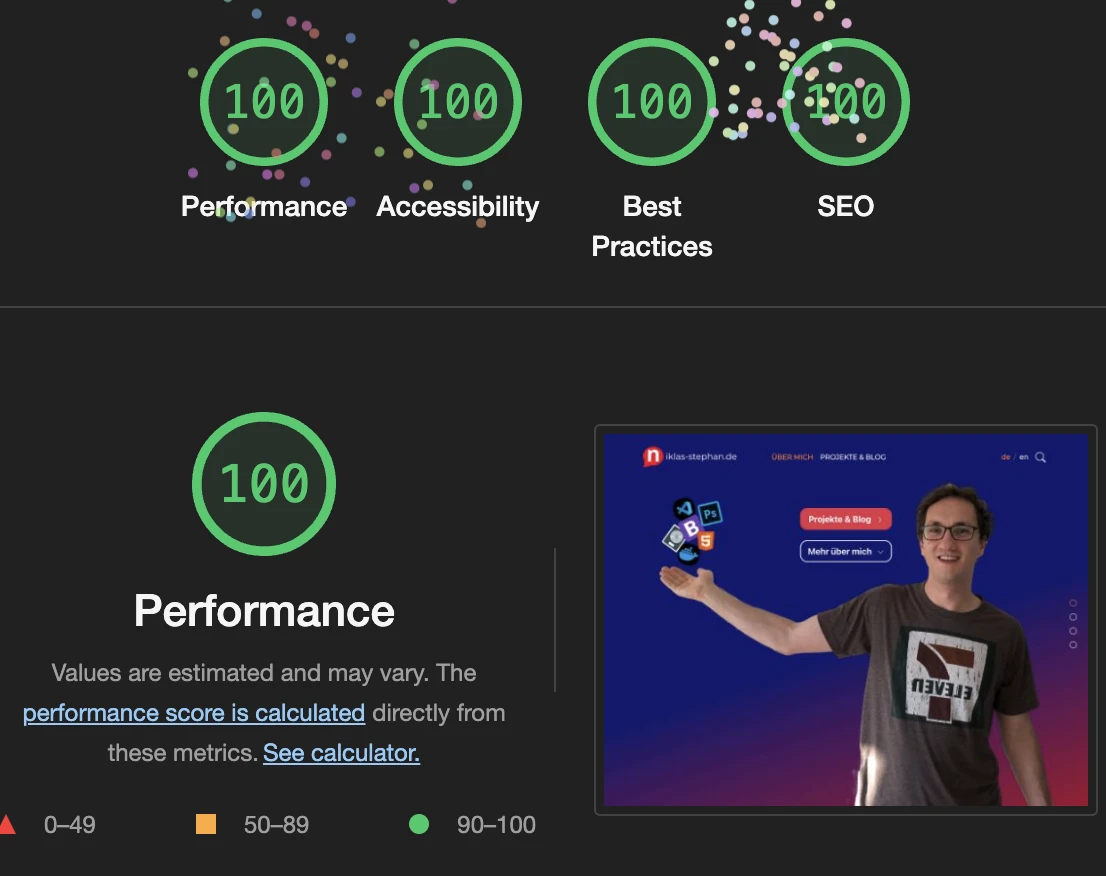 100 100 100 100
Performance Accessibility Best Practices SEO
100
Performance
Values are estimated and may vary. The
performance score is calculated directly from
these metrics. See calculator.
0–49 50–89 90–100
n iklas-stephan.de ÜBER MICH PROJEKTE & BLOG de / en
Ps
B
5
Projekte & Blog
Mehr über mich
7
ELEVEN